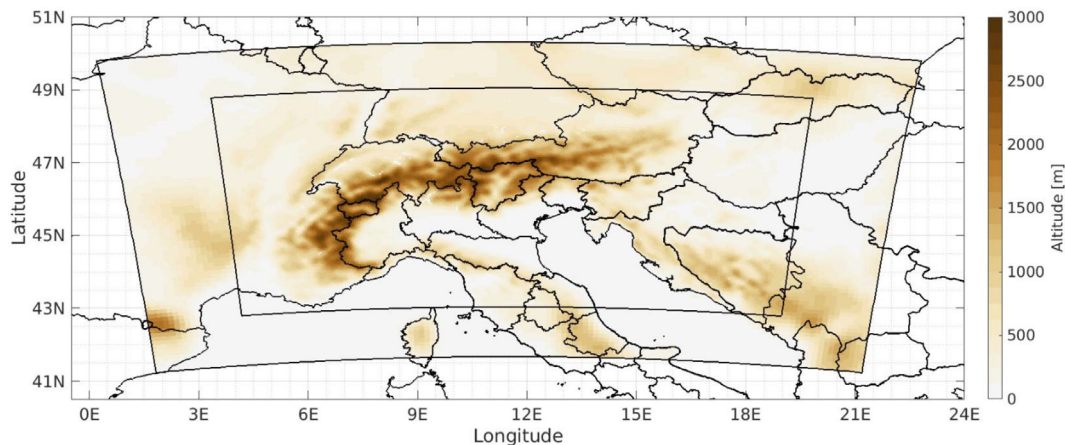 51N
49N
47N
45N
43N
41N
Latitude
0E 3E 6E 9E 12E 15E 18E 21E 24E
Longitude
3000
2500
2000
1500
1000
500
0
Altitude [m]